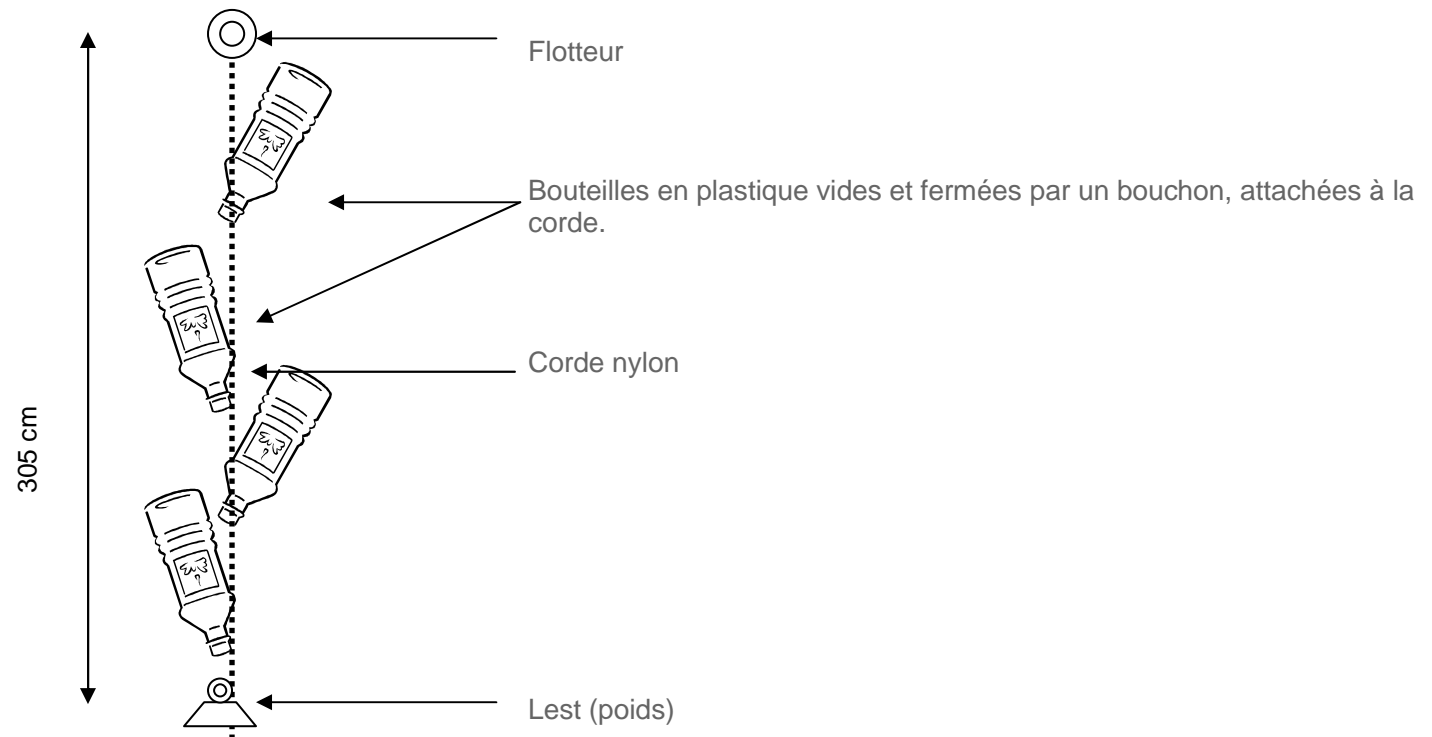 Flotteur
Bouteilles en plastique vides et fermées par un bouchon, attachées à la
corde.
Corde nylon
305 cm
Lest (poids)